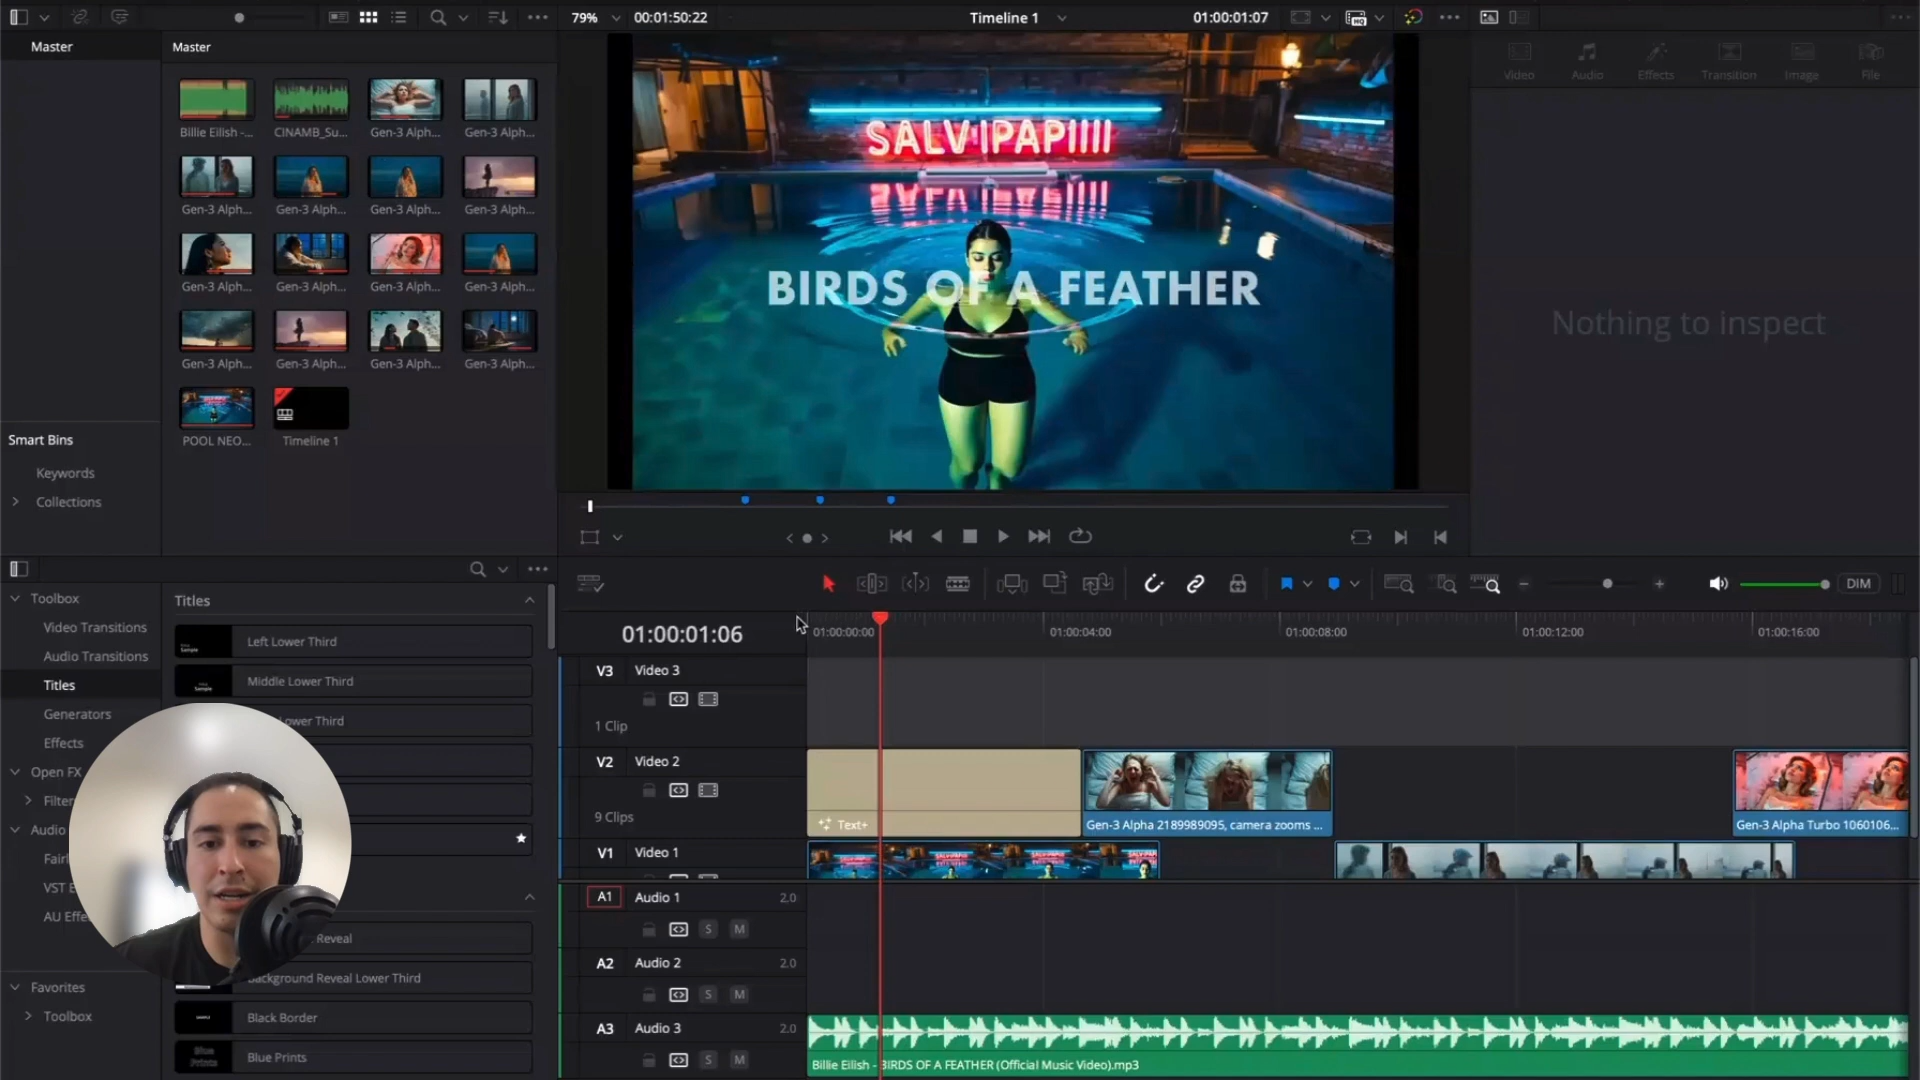 79%
00:01:50:22
Timeline 1
01:00:01:07
Master
Master
Video
Audio
Effects
Transition
Image
File
Billie Eilish -...
CINAMB_Su...
Gen-3 Alph...
Gen-3 Alph...
Gen-3 Alph...
Gen-3 Alph...
Gen-3 Alph...
Gen-3 Alph...
Gen-3 Alph...
Gen-3 Alph...
Gen-3 Alph...
Gen-3 Alph...
Gen-3 Alph...
Gen-3 Alph...
Gen-3 Alph...
Gen-3 Alph...
POOL NEO...
Timeline 1
SALVIPAPIIII
BIRDS OF A FEATHER
Nothing to inspect
Smart Bins
Keywords
Collections
Toolbox
Video Transitions
Audio Transitions
Titles
Generators
Effects
Open FX
Filter
Audio
Fairl
VST E
AU Effe
Favorites
Toolbox
Titles
Left Lower Third
Middle Lower Third
Lower Third
Reveal
Background Reveal Lower Third
Black Border
Blue Prints
Blue Prints
DIM
01:00:01:06
01:00:00:00
01:00:04:00
01:00:08:00
01:00:12:00
01:00:16:00
V3 Video 3
1 Clip
V2 Video 2
9 Clips
Text+
Gen-3 Alpha 2189989095, camera zooms ...
Gen-3 Alpha Turbo 1060106...
V1 Video 1
A1 Audio 1 2.0
S M
A2 Audio 2 2.0
S M
A3 Audio 3 2.0
S M
Billie Eilish - BIRDS OF A FEATHER (Official Music Video).mp3